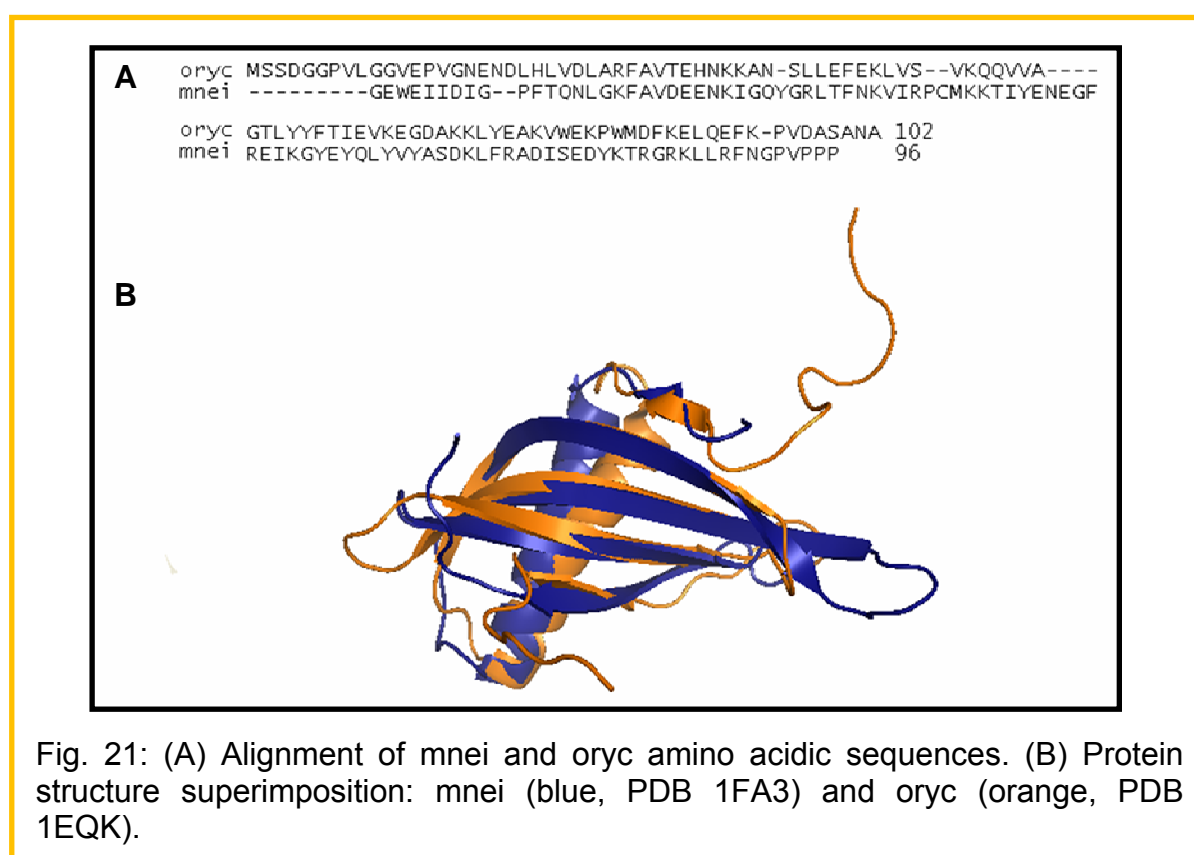 A
oryc MSSDGGPVLGGVEPVGNENDLHLVDLARFAVTEHNKKAN-SLLEFEKLVS--VKQQVVA----
mnei ---------GEWEIIDIG--PFTQNLGKFAVDEENKIGQYGRLTFNKVIRPCMKKTIYENEGF
oryc GTLYYFTIEVKEGDAKKLYEAKVWEKPWMDFKELQEFK-PVDASANA 102
mnei REIKGYEYQLYVYASDKLFRADISEDYKTRGRKLLRFNGPVPPP 96
B
Fig. 21: (A) Alignment of mnei and oryc amino acidic sequences. (B) Protein
structure superimposition: mnei (blue, PDB 1FA3) and oryc (orange, PDB
1EQK).